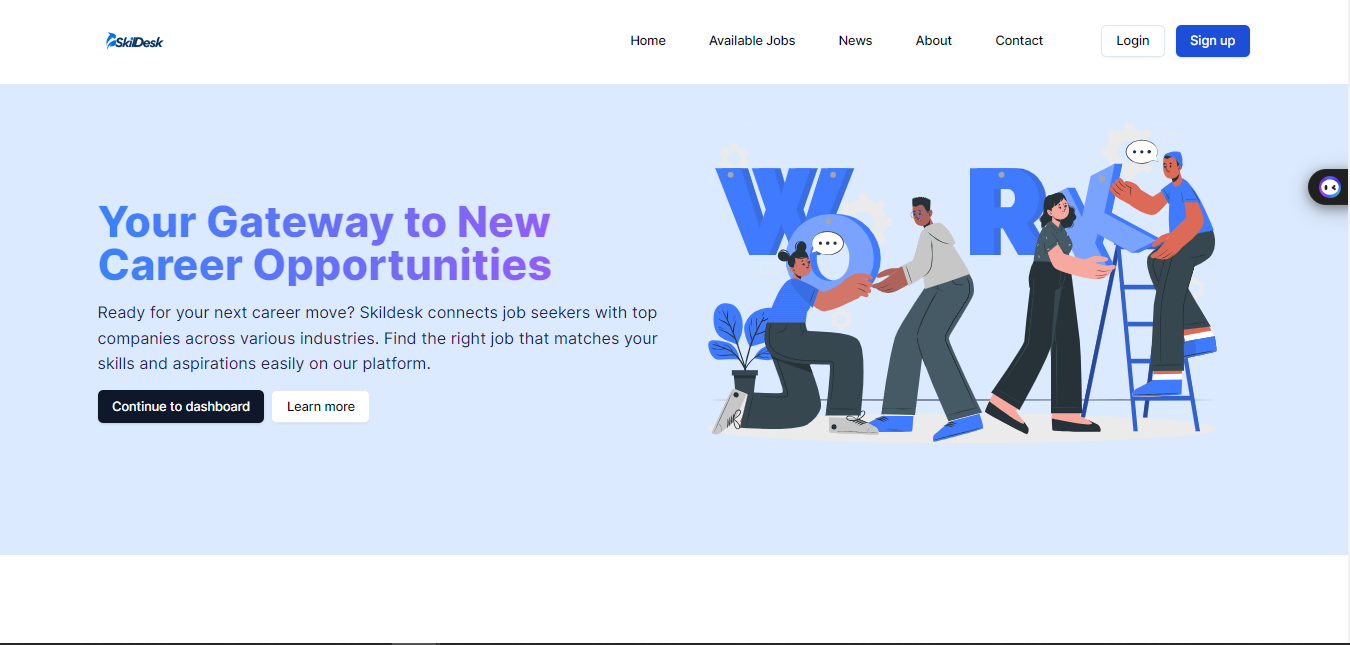 SkilDesk
Home
Available Jobs
News
About
Contact
Login
Sign up
Your Gateway to New
Career Opportunities
Ready for your next career move? Skildesk connects job seekers with top
companies across various industries. Find the right job that matches your
skills and aspirations easily on our platform.
Continue to dashboard
Learn more
WORK